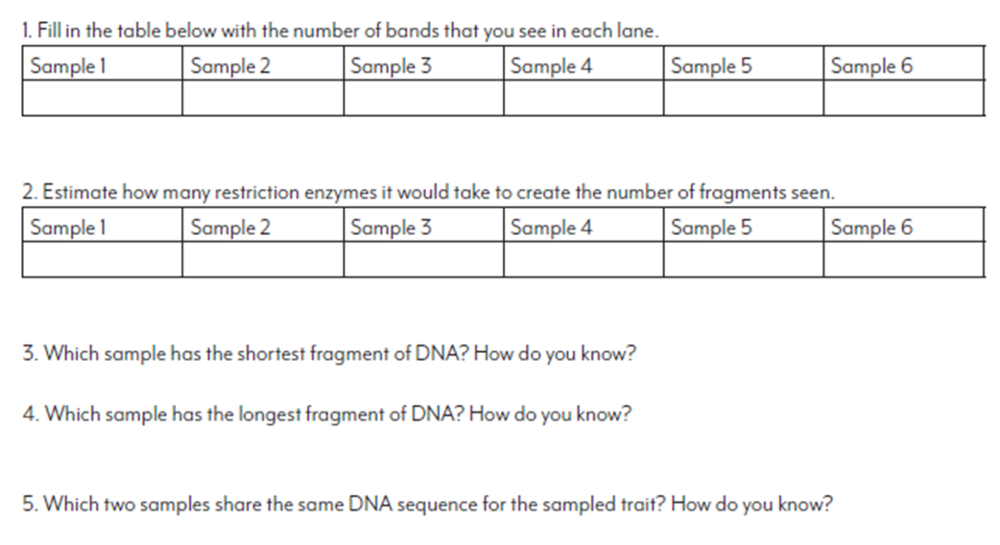 1. Fill in the table below with the number of bands that you see in each lane.
Sample 1 Sample 2 Sample 3 Sample 4 Sample 5 Sample 6
2. Estimate how many restriction enzymes it would take to create the number of fragments seen.
Sample 1 Sample 2 Sample 3 Sample 4 Sample 5 Sample 6
3. Which sample has the shortest fragment of DNA? How do you know?
4. Which sample has the longest fragment of DNA? How do you know?
5. Which two samples share the same DNA sequence for the sampled trait? How do you know?